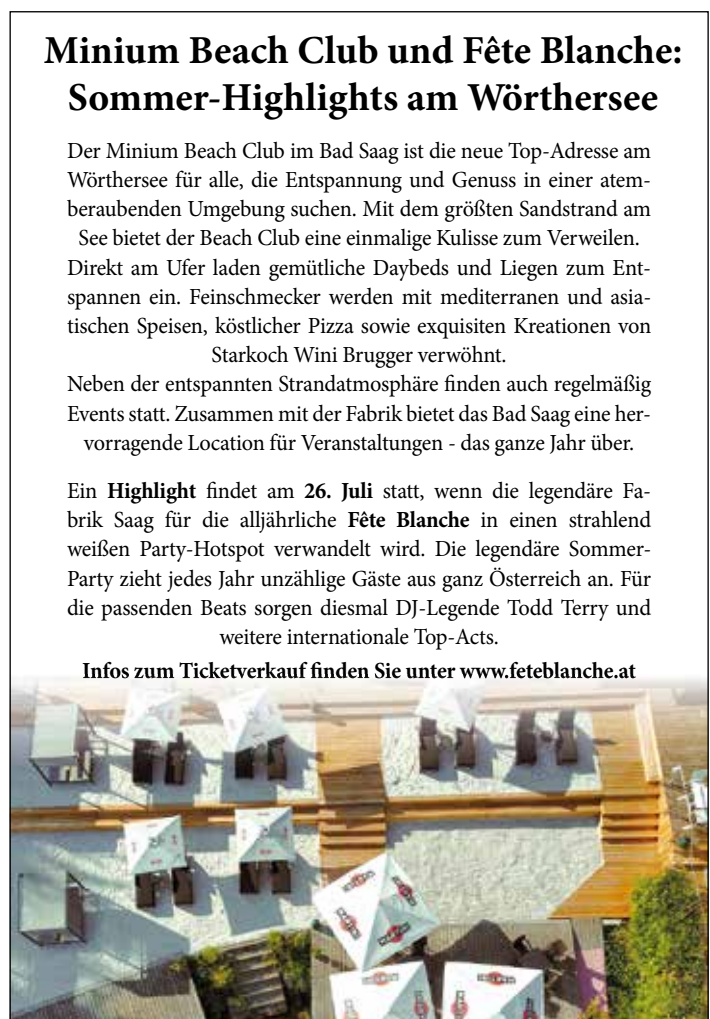 Minium Beach Club und Fête Blanche:
Sommer-Highlights am Wörthersee
Der Minium Beach Club im Bad Saag ist die neue Top-Adresse am
Wörthersee für alle, die Entspannung und Genuss in einer atem-
beraubenden Umgebung suchen. Mit dem größten Sandstrand am
See bietet der Beach Club eine einmalige Kulisse zum Verweilen.
Direkt am Ufer laden gemütliche Daybeds und Liegen zum Ent-
spannen ein. Feinschmecker werden mit mediterranen und asia-
tischen Speisen, köstlicher Pizza sowie exquisiten Kreationen von
Starkoch Wini Brugger verwöhnt.
Neben der entspannten Strandatmosphäre finden auch regelmäßig
Events statt. Zusammen mit der Fabrik bietet das Bad Saag eine her-
vorragende Location für Veranstaltungen - das ganze Jahr über.
Ein Highlight findet am 26. Juli statt, wenn die legendäre Fa-
brik Saag für die alljährliche Fête Blanche in einen strahlend
weißen Party-Hotspot verwandelt wird. Die legendäre Sommer-
Party zieht jedes Jahr unzählige Gäste aus ganz Österreich an. Für
die passenden Beats sorgen diesmal DJ-Legende Todd Terry und
weitere internationale Top-Acts.
Infos zum Ticketverkauf finden Sie unter www.feteblanche.at